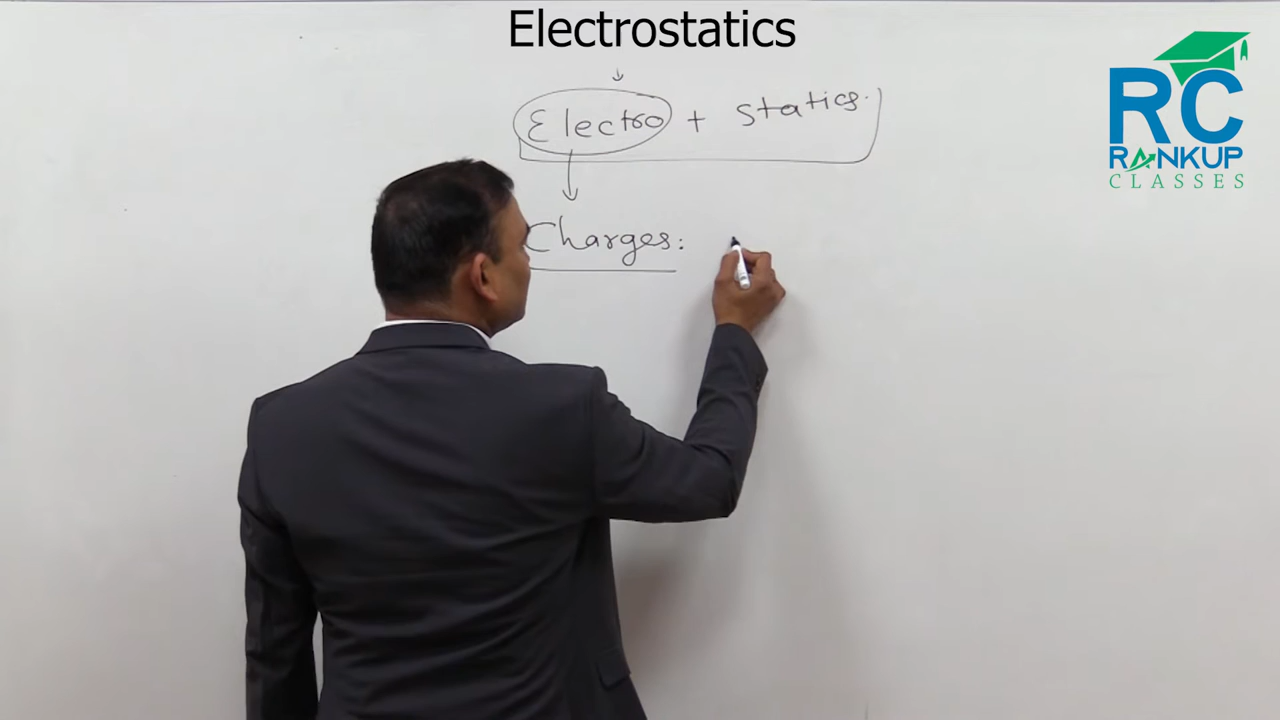 Electrostatics
Electro + Statics.
Charges:
RC
RANKUP
CLASSES